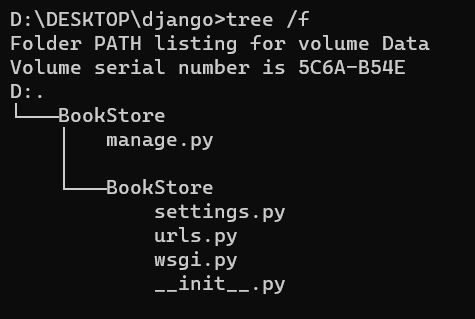 D:\DESKTOP\django>tree /f
Folder PATH listing for volume Data
Volume serial number is 5C6A-B54E
D:.
└───BookStore
    │   manage.py
    │
    └───BookStore
            settings.py
            urls.py
            wsgi.py
            __init__.py